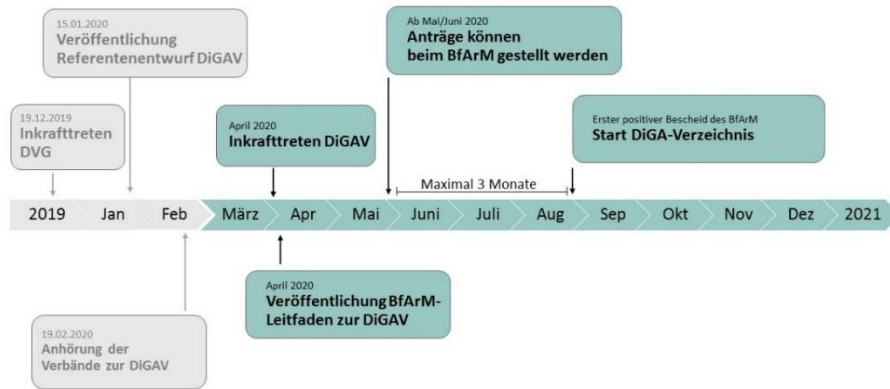 15.01.2020
Veröffentlichung
Referentenentwurf DiGAV
Ab Mai/Juni 2020
Anträge können
beim BfArM gestellt werden
19.12.2019
Inkrafttreten
DVG
April 2020
Inkrafttreten DiGAV
Erster positiver Bescheid des BfArM
Start DiGA-Verzeichnis
Maximal 3 Monate
2019 Jan Feb März Apr Mai Juni Juli Aug Sep Okt Nov Dez 2021
April 2020
Veröffentlichung BfArM-
Leitfaden zur DiGAV
19.02.2020
Anhörung der
Verbände zur DiGAV